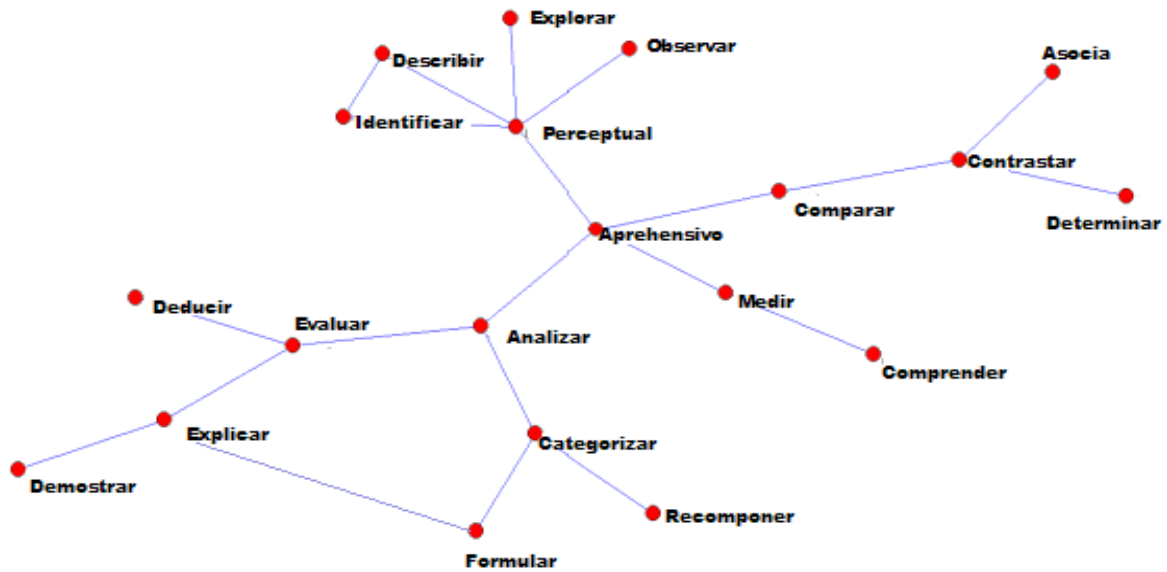 Explorar
Observar
Asocia
Describir
Identificar
Perceptual
Contrastar
Comparar
Determinar
Aprehensivo
Medir
Deducir
Evaluar
Analizar
Comprender
Explicar
Categorizar
Demostrar
Recomponer
Formular